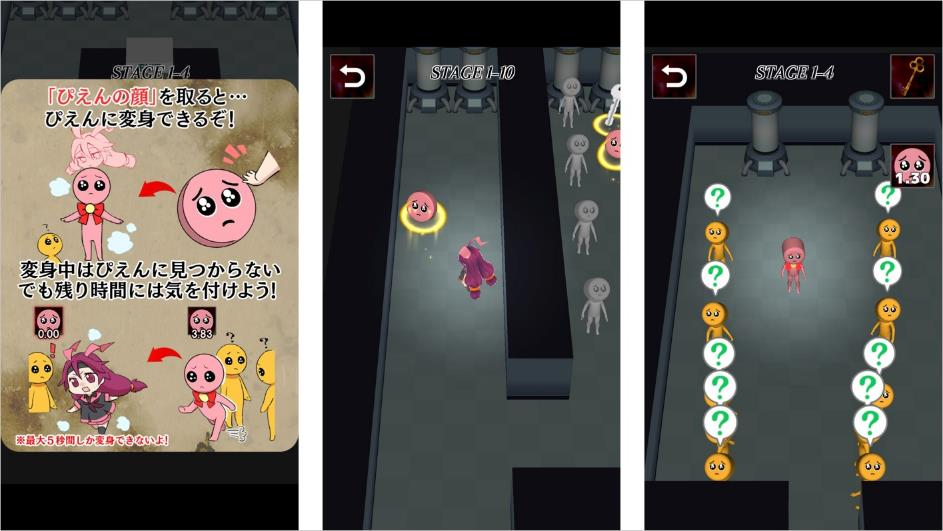 STAGE 1-4
「ぴえんの顔」を取ると…
ぴえんに変身できるぞ!
?
変身中はぴえんに見つからない
でも残り時間には気を付けよう!
0.00
3.83
!
?
?
※最大5秒間しか変身できないよ!
STAGE 1-10
STAGE 1-4
1.30
?
?
?
?
?
?
?
?
?
?